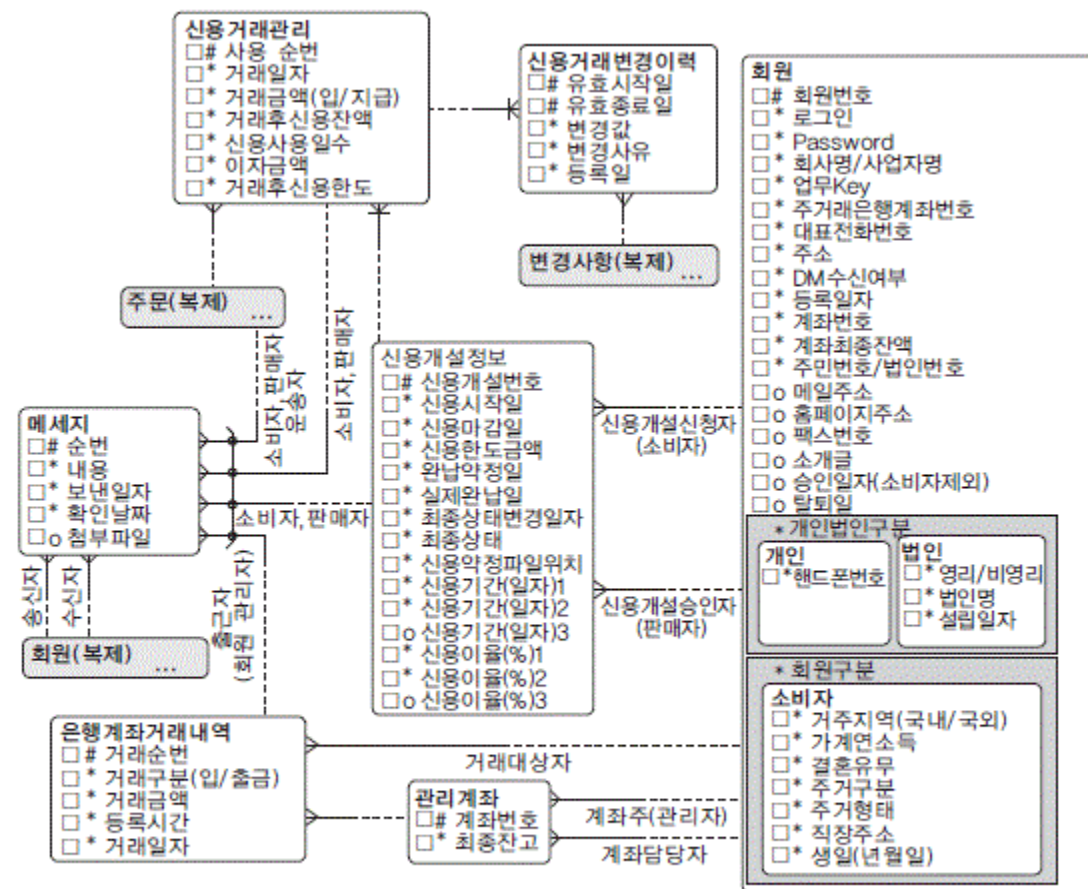 신용거래관리
□# 사용 순번
□* 거래일자
□* 거래금액(입/지급)
□* 거래후신용잔액
□* 신용사용일수
□* 이자금액
□* 거래후신용한도
신용거래변경이력
□# 유효시작일
□# 유효종료일
□* 변경값
□* 변경사유
□* 등록일
변경사항(복제) ...
주문(복제) ...
소비자, 판매자
운송자
소비자, 판매자
메세지
□# 순번
□* 내용
□* 보낸일자
□* 확인날짜
□o 첨부파일
소비자, 판매자
송신자
수신자
회원(복제) ...
출금자
(회원 관리자)
신용개설정보
□# 신용개설번호
□* 신용시작일
□* 신용마감일
□* 신용한도금액
□* 완납약정일
□* 실제완납일
□* 최종상태변경일자
□* 최종상태
□* 신용약정파일위치
□* 신용기간(일자)1
□* 신용기간(일자)2
□o 신용기간(일자)3
□* 신용이율(%)1
□* 신용이율(%)2
□o 신용이율(%)3
신용개설신청자
(소비자)
신용개설승인자
(판매자)
은행계좌거래내역
□# 거래순번
□* 거래구분(입/출금)
□* 거래금액
□* 등록시간
□* 거래일자
거래대상자
관리계좌
□# 계좌번호
□* 최종잔고
계좌주(관리자)
계좌담당자
회원
□# 회원번호
□* 로그인
□* Password
□* 회사명/사업자명
□* 업무Key
□* 주거래은행계좌번호
□* 대표전화번호
□* 주소
□* DM수신여부
□* 등록일자
□* 계좌번호
□* 계좌최종잔액
□* 주민번호/법인번호
□o 메일주소
□o 홈페이지주소
□o 팩스번호
□o 소개글
□o 승인일자(소비자제외)
□o 탈퇴일
* 개인법인구분
개인
□*핸드폰번호
법인
□* 영리/비영리
□* 법인명
□* 설립일자
* 회원구분
소비자
□* 거주지역(국내/국외)
□* 가계연소득
□* 결혼유무
□* 주거구분
□* 주거형태
□* 직장주소
□* 생일(년월일)